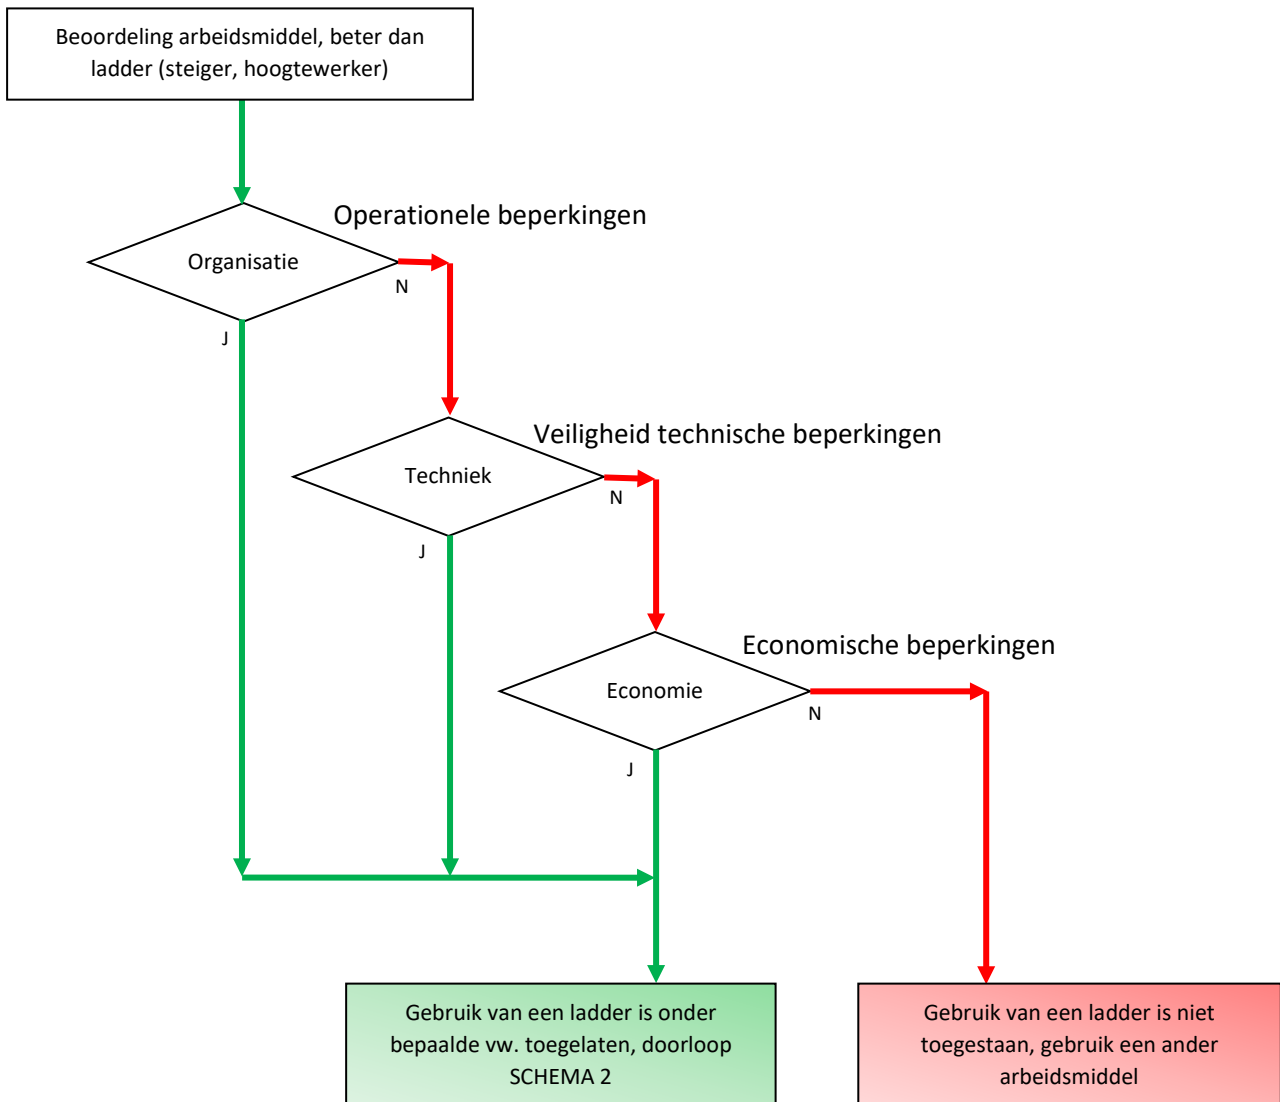 Beoordeling arbeidsmiddel, beter dan
ladder (steiger, hoogtewerker)
Operationele beperkingen
Organisatie
N
J
Veiligheid technische beperkingen
Techniek
N
J
Economische beperkingen
Economie
N
J
Gebruik van een ladder is onder
bepaalde vw. toegelaten, doorloop
SCHEMA 2
Gebruik van een ladder is niet
toegestaan, gebruik een ander
arbeidsmiddel